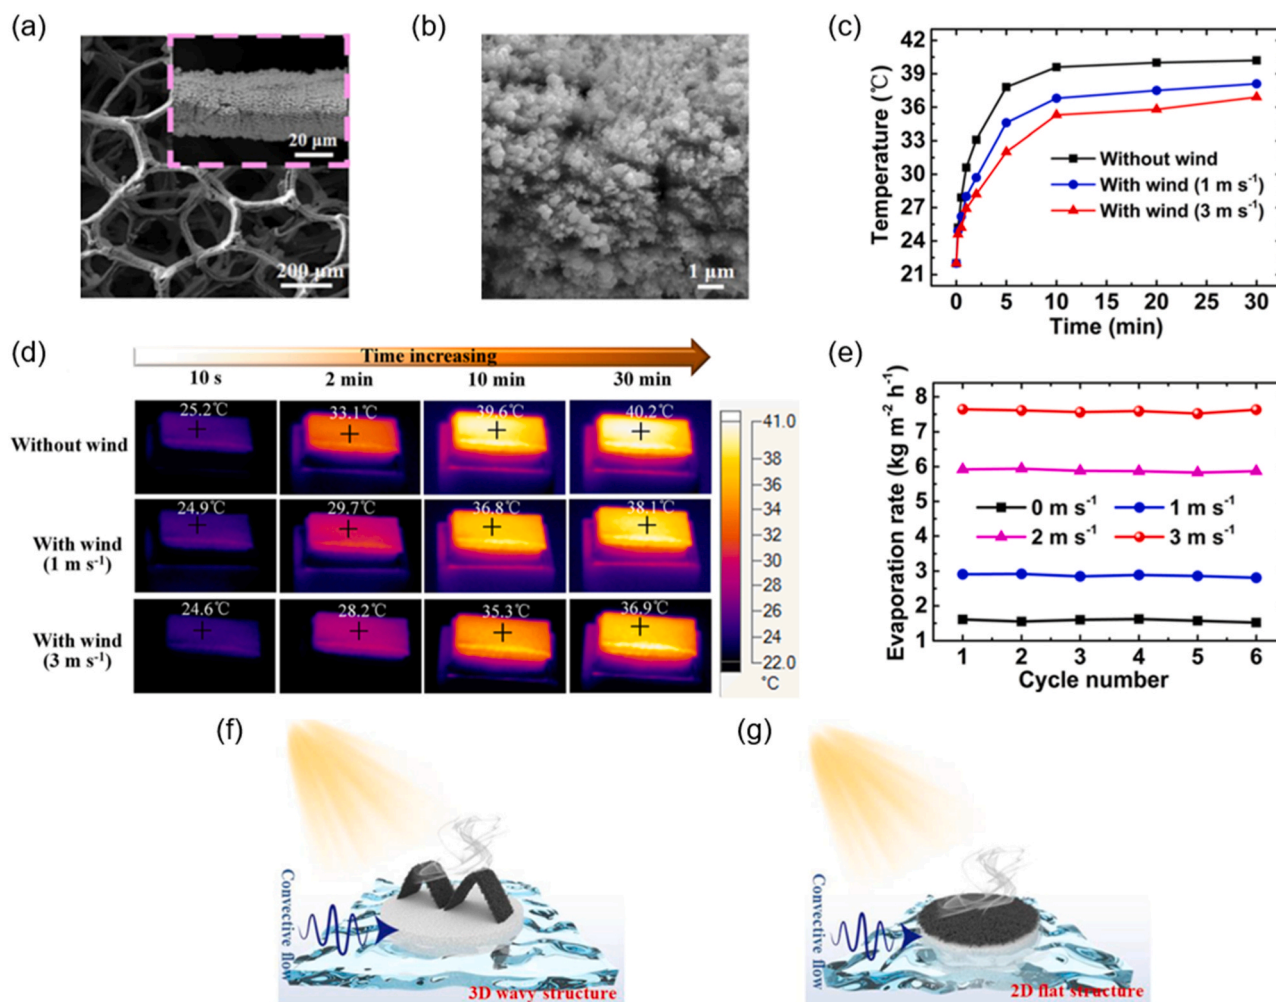 (a)
20 μm
200 μm
(b)
1 μm
(c)
Temperature (℃)
42
39
36
33
30
27
24
21
Without wind
With wind (1 m s⁻¹)
With wind (3 m s⁻¹)
0 5 10 15 20 25 30
Time (min)
(d)
Time increasing
10 s 2 min 10 min 30 min
Without wind
25.2℃ 33.1℃ 39.6℃ 40.2℃
With wind
(1 m s⁻¹)
24.9℃ 29.7℃ 36.8℃ 38.1℃
With wind
(3 m s⁻¹)
24.6℃ 28.2℃ 35.3℃ 36.9℃
41.0
38
36
34
32
30
28
26
24
22.0
°C
(e)
Evaporation rate (kg m⁻² h⁻¹)
8
7
6
5
4
3
2
1
0 m s⁻¹ 1 m s⁻¹
2 m s⁻¹ 3 m s⁻¹
1 2 3 4 5 6
Cycle number
(f)
Convective flow
3D wavy structure
(g)
Convective flow
2D flat structure